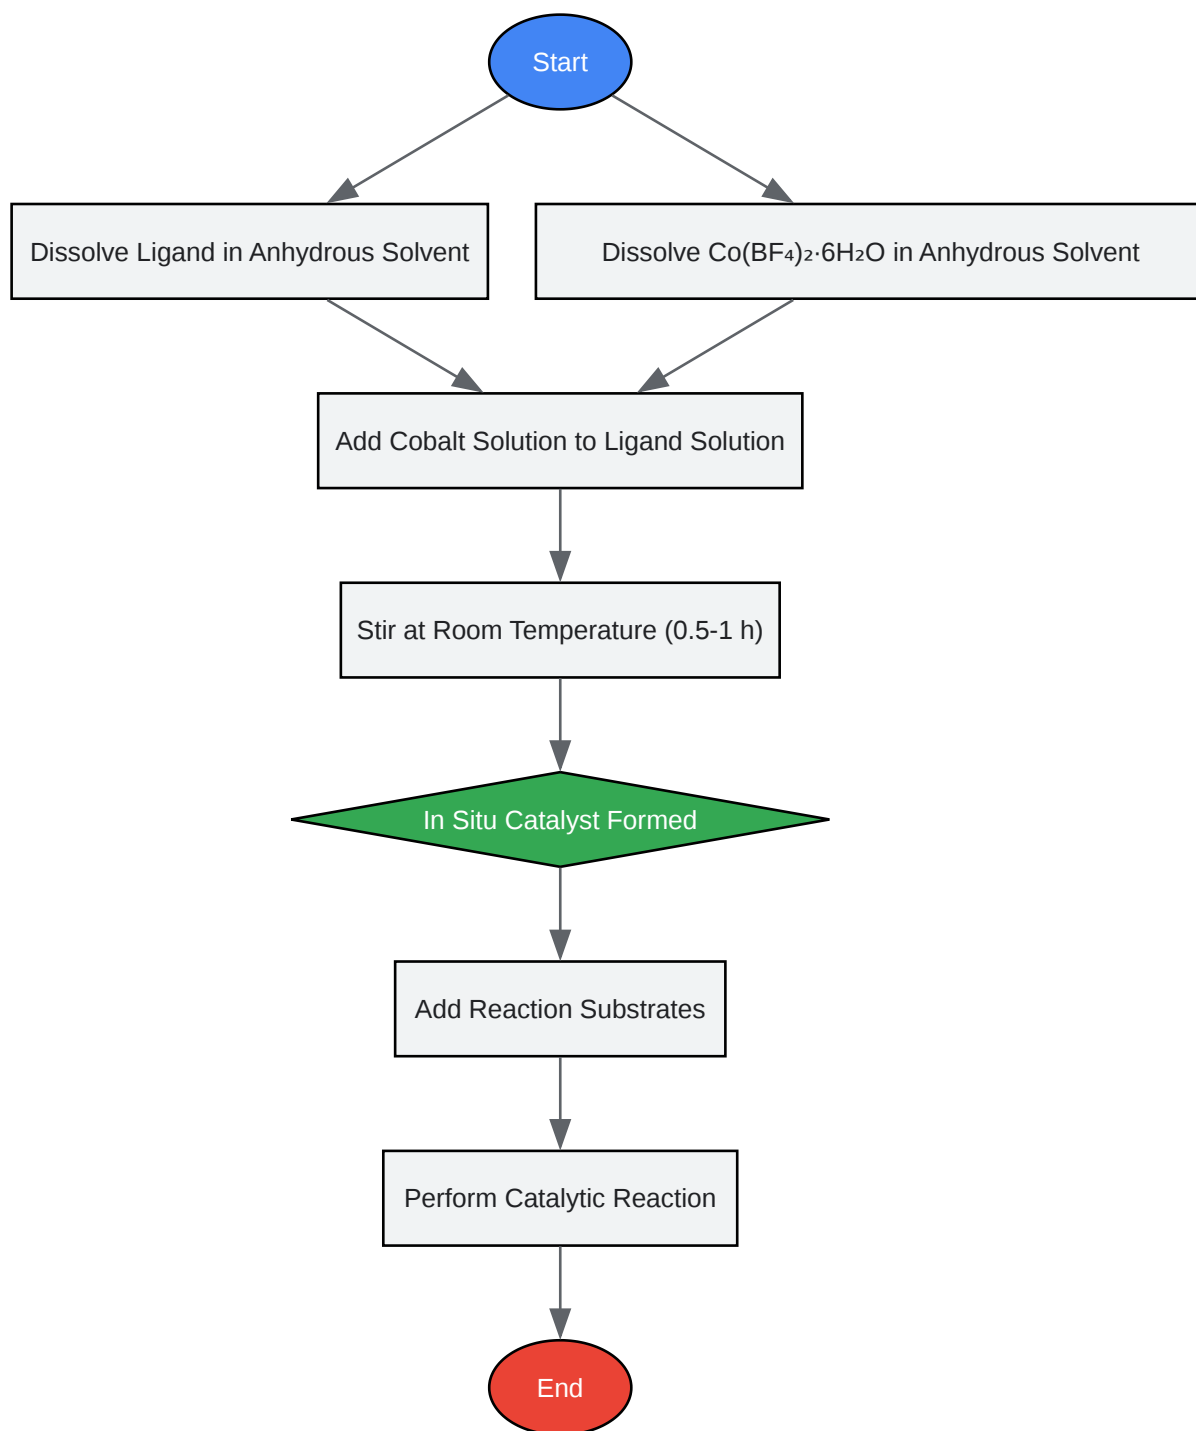 Start
Dissolve Ligand in Anhydrous Solvent
Dissolve Co(BF₄)₂·6H₂O in Anhydrous Solvent
Add Cobalt Solution to Ligand Solution
Stir at Room Temperature (0.5-1 h)
In Situ Catalyst Formed
Add Reaction Substrates
Perform Catalytic Reaction
End